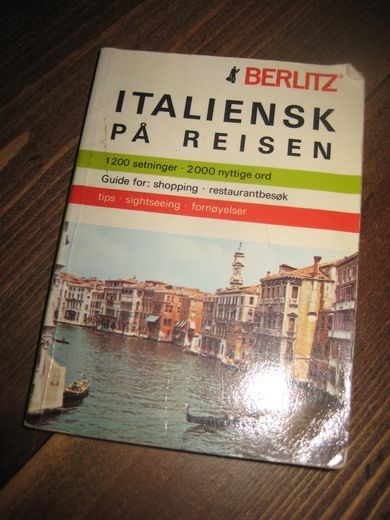 BERLITZ®
ITALIENSK
PÅ REISEN
1200 setninger · 2000 nyttige ord
Guide for: shopping · restaurantbesøk
tips · sightseeing · fornøyelser